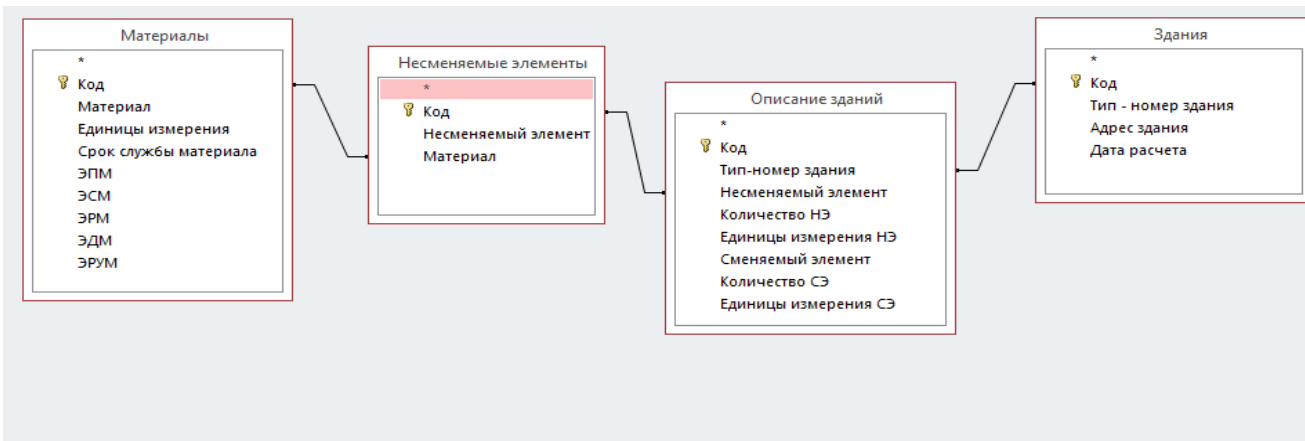 Материалы
*
Код
Материал
Единицы измерения
Срок службы материала
ЭПМ
ЭСМ
ЭРМ
ЭДМ
ЭРУМ
Несменяемые элементы
*
Код
Несменяемый элемент
Материал
Описание зданий
*
Код
Тип-номер здания
Несменяемый элемент
Количество НЭ
Единицы измерения НЭ
Сменяемый элемент
Количество СЭ
Единицы измерения СЭ
Здания
*
Код
Тип - номер здания
Адрес здания
Дата расчета